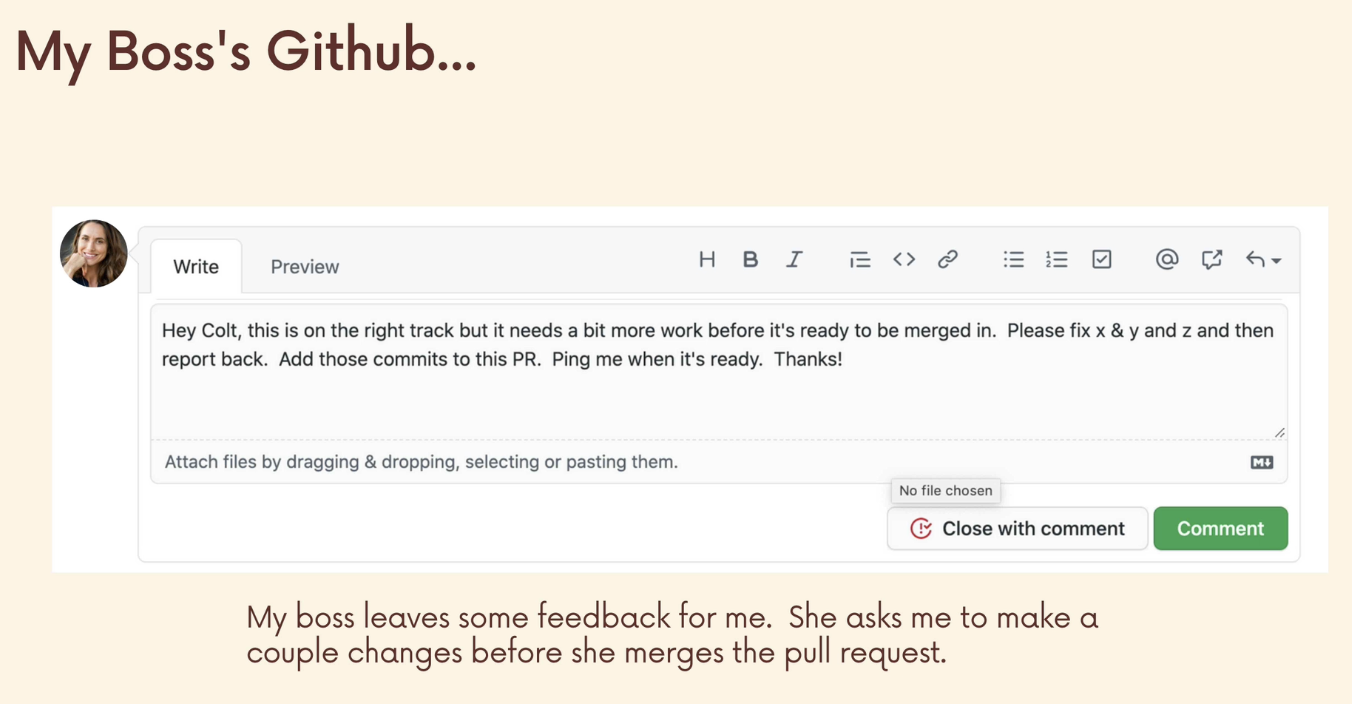 My Boss's Github...
Write
Preview
H B I
Hey Colt, this is on the right track but it needs a bit more work before it's ready to be merged in.  Please fix x & y and z and then
report back.  Add those commits to this PR.  Ping me when it's ready.  Thanks!
Attach files by dragging & dropping, selecting or pasting them.
M
No file chosen
Close with comment
Comment
My boss leaves some feedback for me.  She asks me to make a
couple changes before she merges the pull request.